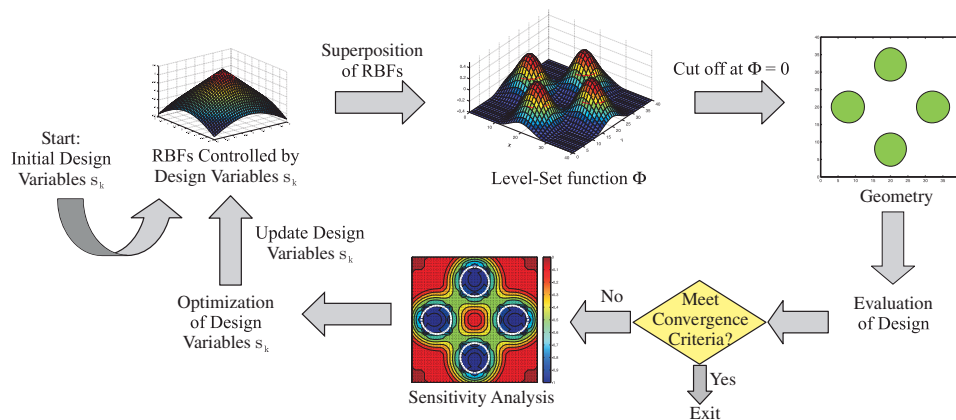 Superposition
of RBFs
Cut off at Φ = 0
Start:
Initial Design
Variables sₖ
RBFs Controlled by
Design Variables sₖ
Level-Set function Φ
Geometry
Update Design
Variables sₖ
Optimization
of Design
Variables sₖ
Sensitivity Analysis
No
Meet
Convergence
Criteria?
Yes
Exit
Evaluation
of Design